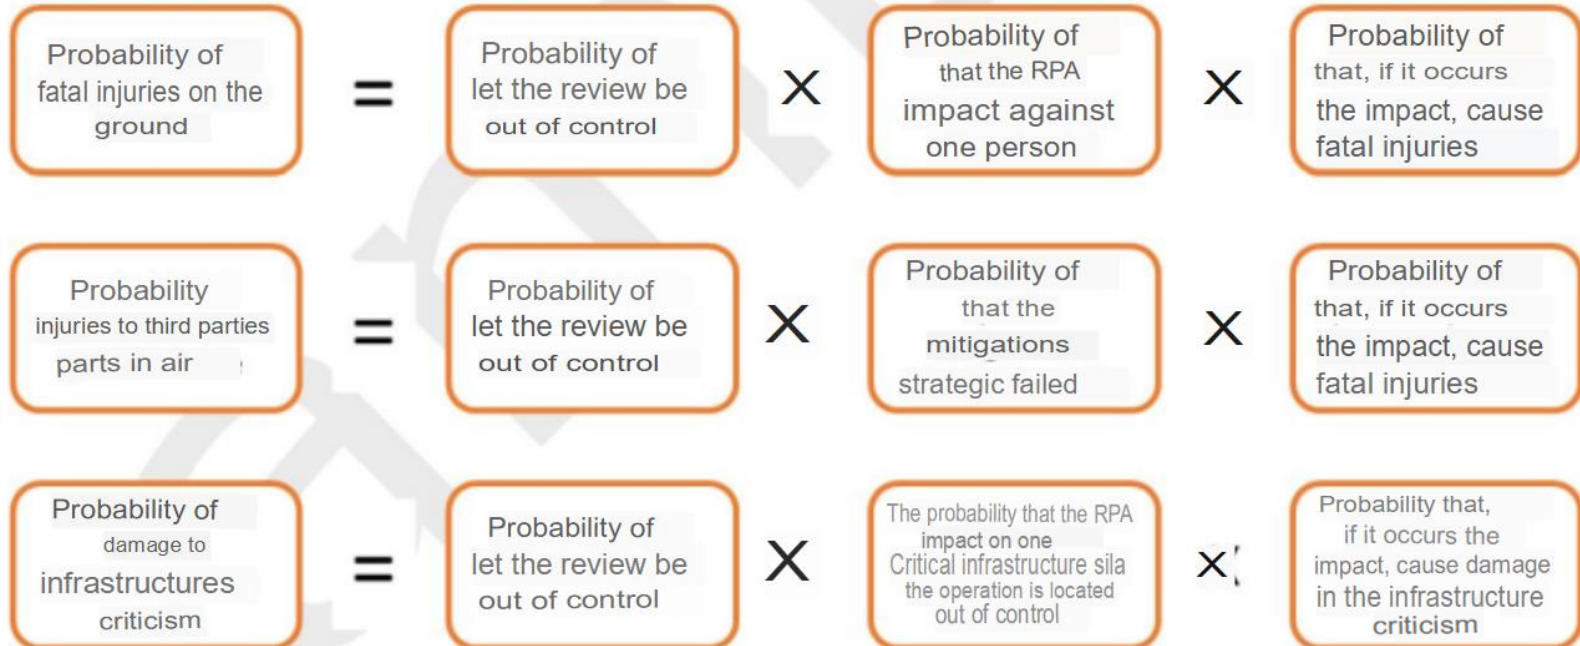 Probability of
fatal injuries on the
ground
=
Probability of
let the review be
out of control
X
Probability of
that the RPA
impact against
one person
X
Probability of
that, if it occurs
the impact, cause
fatal injuries
Probability
injuries to third parties
parts in air
=
Probability of
let the review be
out of control
X
Probability of
that the
mitigations
strategic failed
X
Probability of
that, if it occurs
the impact, cause
fatal injuries
Probability of
damage to
infrastructures
criticism
=
Probability of
let the review be
out of control
X
The probability that the RPA
impact on one
Critical infrastructure sila
the operation is located
out of control
X
Probability that,
if it occurs the
impact, cause damage
in the infrastructure
criticism